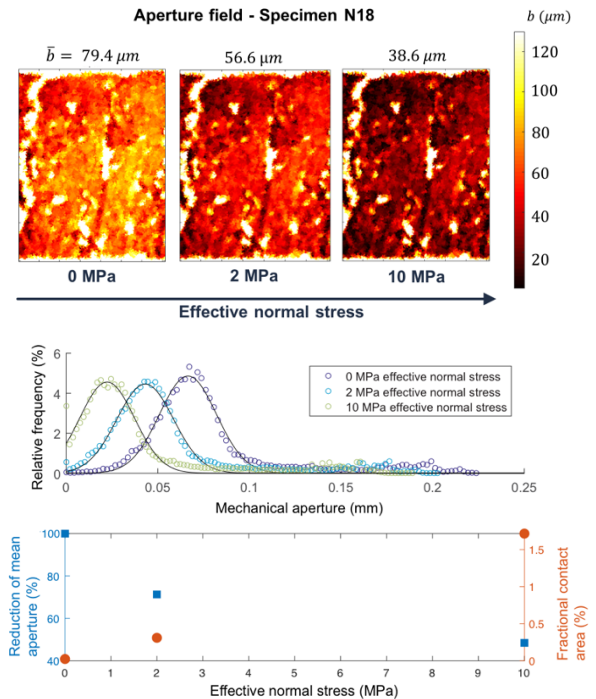 Aperture field - Specimen N18
b (μm)
b̄ = 79.4 μm
56.6 μm
38.6 μm
120
100
80
60
40
20
0 MPa
2 MPa
10 MPa
Effective normal stress
Relative frequency (%)
6
4
2
0
0 MPa effective normal stress
2 MPa effective normal stress
10 MPa effective normal stress
0
0.05
0.1
0.15
0.2
0.25
Mechanical aperture (mm)
Reduction of mean
aperture (%)
100
80
60
40
1.5
1
0.5
0
Fractional contact
area (%)
0
1
2
3
4
5
6
7
8
9
10
Effective normal stress (MPa)